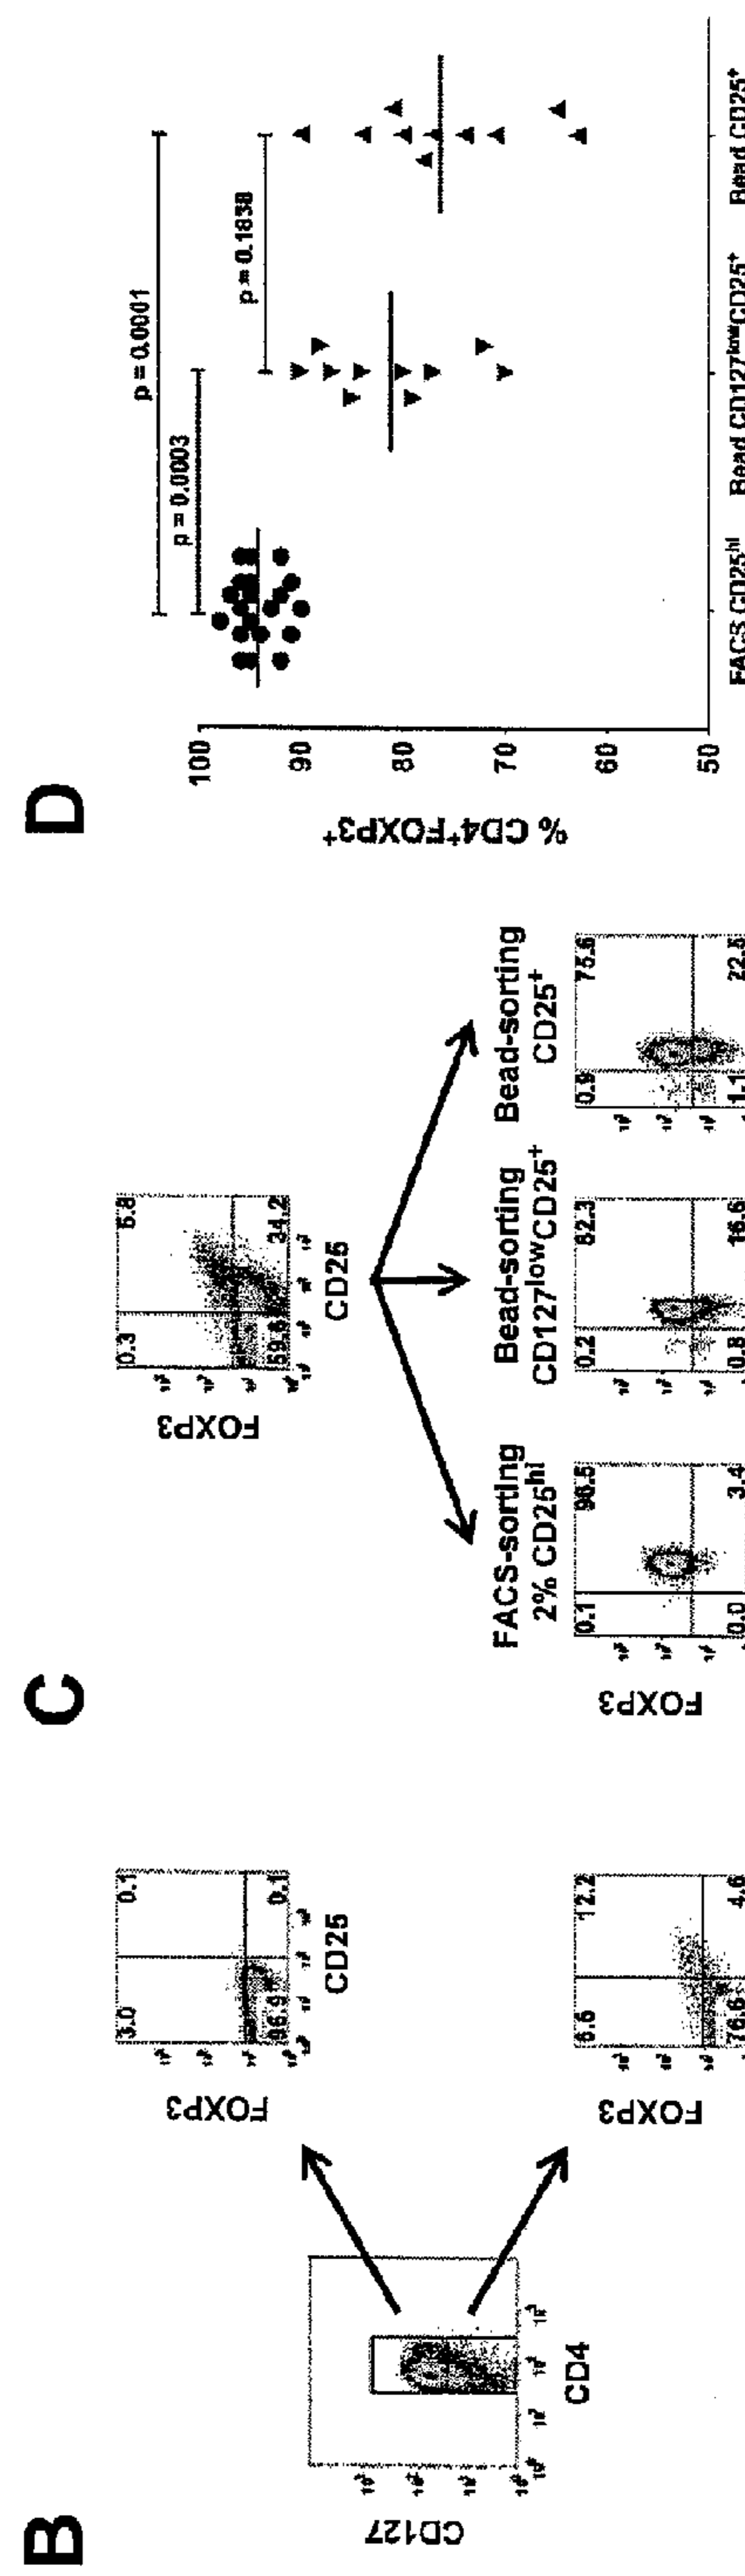 B
CD127
CD4
FOXP3
3.0
0.1
96.9
0.1
CD25
FOXP3
6.6
12.2
76.6
4.6
C
FOXP3
0.3
5.8
59.6
34.2
CD25
FACS-sorting
2% CD25hi
Bead-sorting
CD127lowCD25+
Bead-sorting
CD25+
FOXP3
0.1
96.5
0.0
3.4
0.2
82.3
0.8
16.6
0.9
75.6
1.1
22.5
D
% CD4+FOXP3+
100
90
80
70
60
50
p = 0.0001
p = 0.0003
p = 0.1838
FACS CD25hi
Bead CD127lowCD25+
Bead CD25+